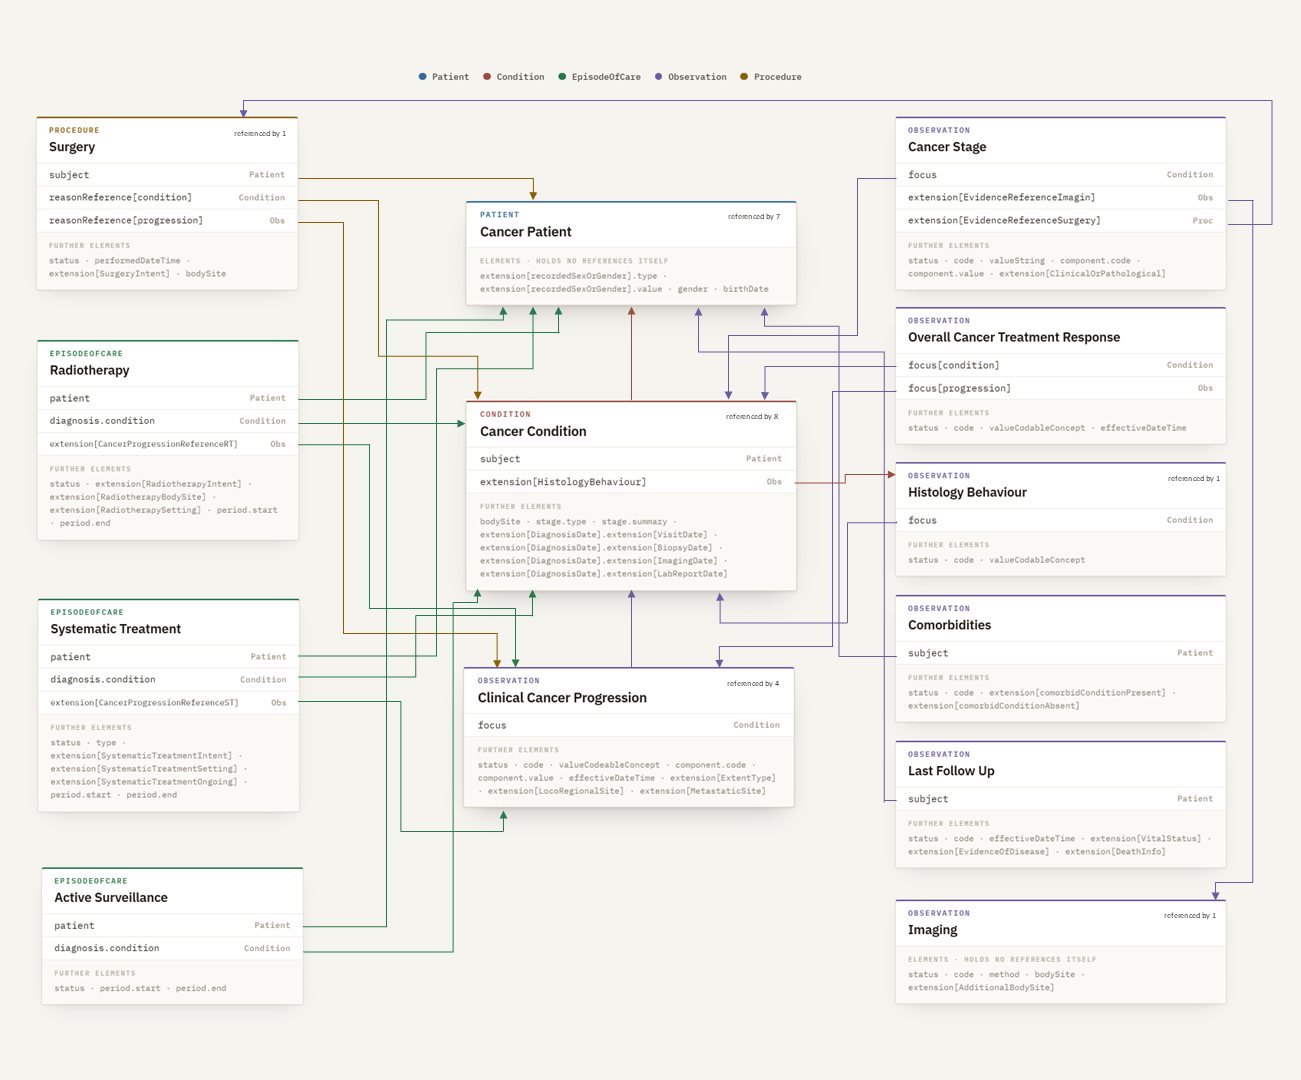 Patient Condition EpisodeOfCare Observation Procedure
PROCEDURE
referenced by 1
Surgery
subject Patient
reasonReference[condition] Condition
reasonReference[progression] Obs
FURTHER ELEMENTS
status · performedDateTime ·
extension[SurgeryIntent] · bodySite
EPISODEOFCARE
Radiotherapy
patient Patient
diagnosis.condition Condition
extension[CancerProgressionReferenceRT] Obs
FURTHER ELEMENTS
status · extension[RadiotherapyIntent] ·
extension[RadiotherapyBodySite] ·
extension[RadiotherapySetting] · period.start
· period.end
EPISODEOFCARE
Systematic Treatment
patient Patient
diagnosis.condition Condition
extension[CancerProgressionReferenceST] Obs
FURTHER ELEMENTS
status · type ·
extension[SystematicTreatmentIntent] ·
extension[SystematicTreatmentSetting] ·
extension[SystematicTreatmentOngoing] ·
period.start · period.end
EPISODEOFCARE
Active Surveillance
patient Patient
diagnosis.condition Condition
FURTHER ELEMENTS
status · period.start · period.end
PATIENT
referenced by 7
Cancer Patient
ELEMENTS · HOLDS NO REFERENCES ITSELF
extension[recordedSexOrGender].type ·
extension[recordedSexOrGender].value · gender · birthDate
CONDITION
referenced by 8
Cancer Condition
subject Patient
extension[HistologyBehaviour] Obs
FURTHER ELEMENTS
bodySite · stage.type · stage.summary ·
extension[DiagnosisDate].extension[VisitDate] ·
extension[DiagnosisDate].extension[BiopsyDate] ·
extension[DiagnosisDate].extension[ImagingDate] ·
extension[DiagnosisDate].extension[LabReportDate]
OBSERVATION
referenced by 4
Clinical Cancer Progression
focus Condition
FURTHER ELEMENTS
status · code · valueCodeableConcept · component.code ·
component.value · effectiveDateTime · extension[ExtentType]
· extension[LocoRegionalSite] · extension[MetastaticSite]
OBSERVATION
Cancer Stage
focus Condition
extension[EvidenceReferenceImagin] Obs
extension[EvidenceReferenceSurgery] Proc
FURTHER ELEMENTS
status · code · valueString · component.code ·
component.value · extension[ClinicalOrPathological]
OBSERVATION
Overall Cancer Treatment Response
focus[condition] Condition
focus[progression] Obs
FURTHER ELEMENTS
status · code · valueCodableConcept · effectiveDateTime
OBSERVATION
referenced by 1
Histology Behaviour
focus Condition
FURTHER ELEMENTS
status · code · valueCodableConcept
OBSERVATION
Comorbidities
subject Patient
FURTHER ELEMENTS
status · code · extension[comorbidConditionPresent] ·
extension[comorbidConditionAbsent]
OBSERVATION
Last Follow Up
subject Patient
FURTHER ELEMENTS
status · code · effectiveDateTime · extension[VitalStatus] ·
extension[EvidenceOfDisease] · extension[DeathInfo]
OBSERVATION
referenced by 1
Imaging
ELEMENTS · HOLDS NO REFERENCES ITSELF
status · code · method · bodySite ·
extension[AdditionalBodySite]